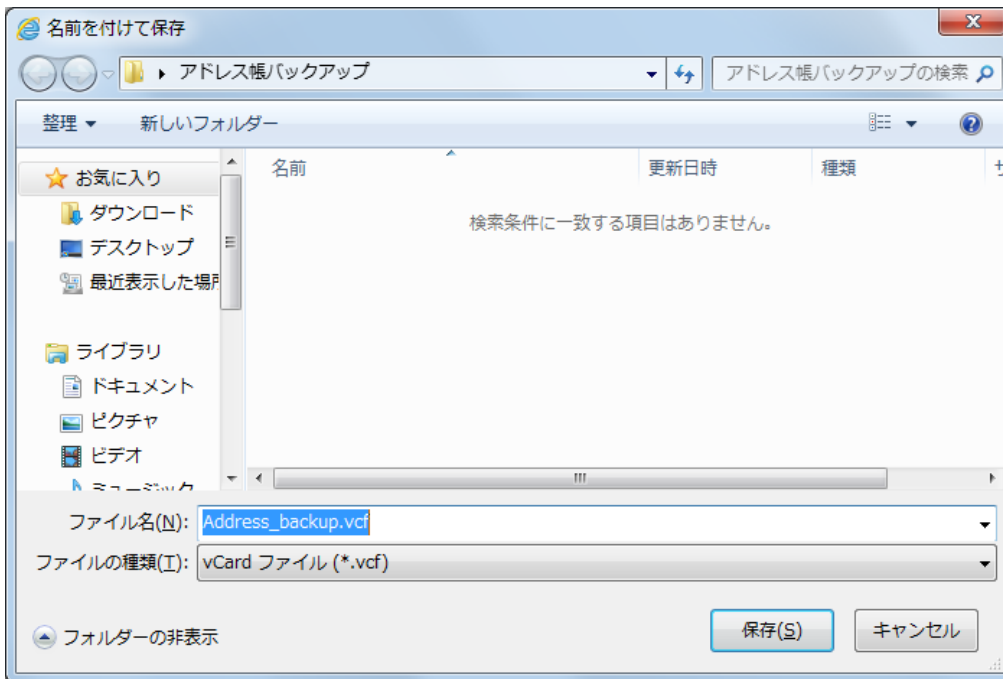 名前を付けて保存
アドレス帳バックアップ
アドレス帳バックアップの検索
整理
新しいフォルダー
お気に入り
ダウンロード
デスクトップ
最近表示した場所
ライブラリ
ドキュメント
ピクチャ
ビデオ
ミュージック
名前 更新日時 種類 サ
検索条件に一致する項目はありません。
ファイル名(N): Address_backup.vcf
ファイルの種類(T): vCard ファイル (*.vcf)
フォルダーの非表示
保存(S) キャンセル